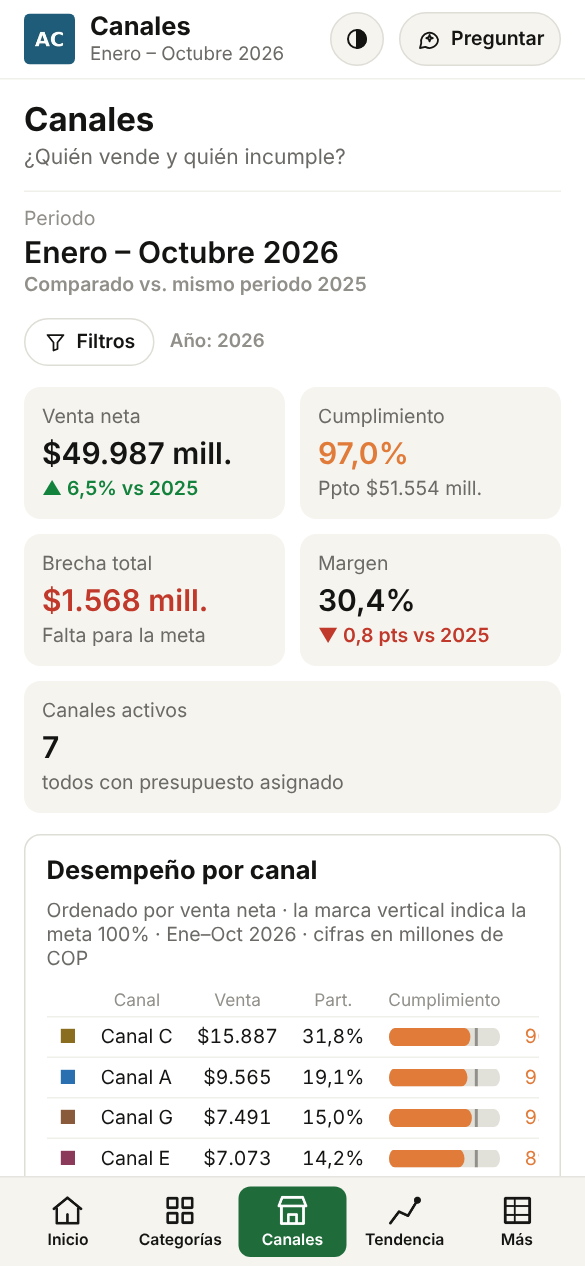 AC
Canales
Enero – Octubre 2026
Preguntar
Canales
¿Quién vende y quién incumple?
Periodo
Enero – Octubre 2026
Comparado vs. mismo periodo 2025
Filtros
Año: 2026
Venta neta
$49.987 mill.
▲ 6,5% vs 2025
Cumplimiento
97,0%
Ppto $51.554 mill.
Brecha total
$1.568 mill.
Falta para la meta
Margen
30,4%
▼ 0,8 pts vs 2025
Canales activos
7
todos con presupuesto asignado
Desempeño por canal
Ordenado por venta neta · la marca vertical indica la
meta 100% · Ene–Oct 2026 · cifras en millones de
COP
Canal Venta Part. Cumplimiento
Canal C $15.887 31,8%
Canal A $9.565 19,1%
Canal G $7.491 15,0%
Canal E $7.073 14,2%
Inicio Categorías Canales Tendencia Más